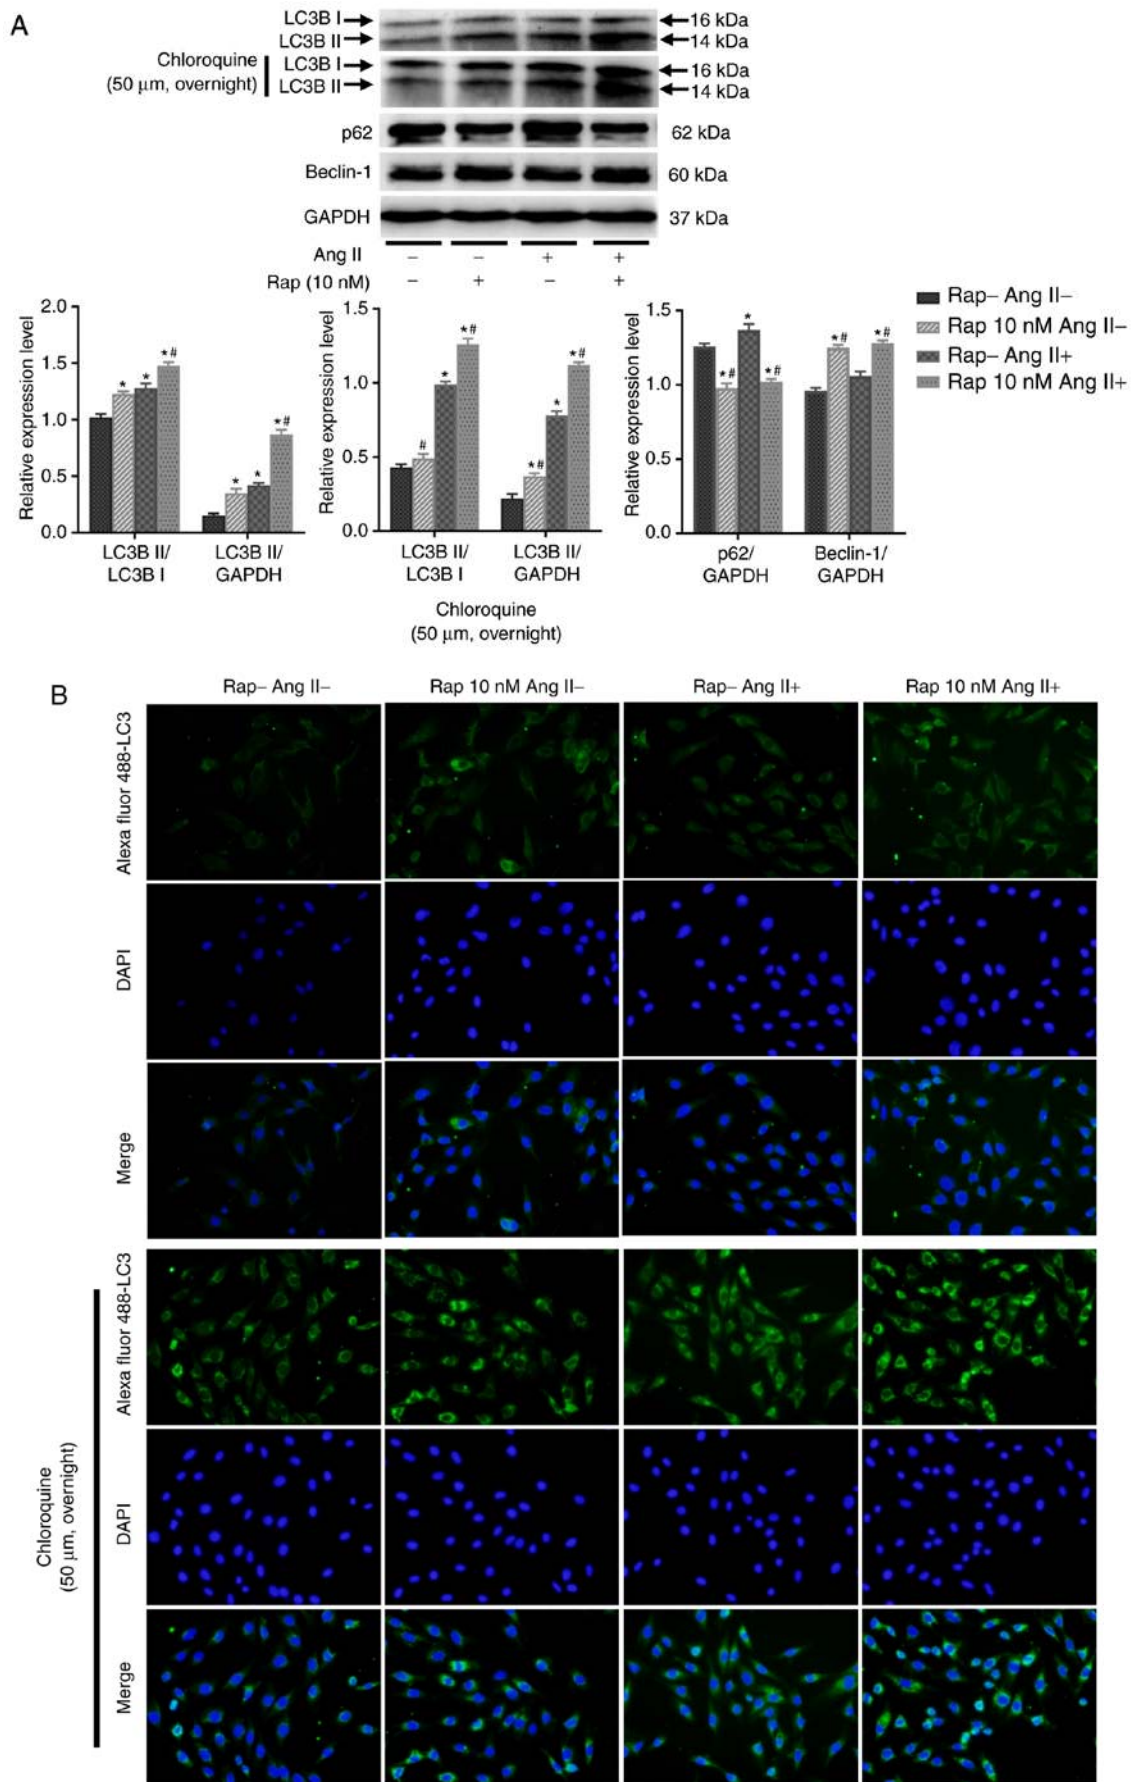 A
LC3B I
16 kDa
LC3B II
14 kDa
Chloroquine
(50 μm, overnight)
LC3B I
16 kDa
LC3B II
14 kDa
p62
62 kDa
Beclin-1
60 kDa
GAPDH
37 kDa
Ang II – – + +
Rap (10 nM) – + – +
Relative expression level
2.0
1.5
1.0
0.5
0.0
* * *#
* * *#
LC3B II/
LC3B I
LC3B II/
GAPDH
Relative expression level
1.5
1.0
0.5
0.0
# * *#
*# * *#
LC3B II/
LC3B I
LC3B II/
GAPDH
Chloroquine
(50 μm, overnight)
Relative expression level
1.5
1.0
0.5
0.0
*# * *#
*# *#
p62/
GAPDH
Beclin-1/
GAPDH
Rap– Ang II–
Rap 10 nM Ang II–
Rap– Ang II+
Rap 10 nM Ang II+
B
Rap– Ang II–
Rap 10 nM Ang II–
Rap– Ang II+
Rap 10 nM Ang II+
Alexa fluor 488-LC3
DAPI
Merge
Chloroquine
(50 μm, overnight)
Alexa fluor 488-LC3
DAPI
Merge